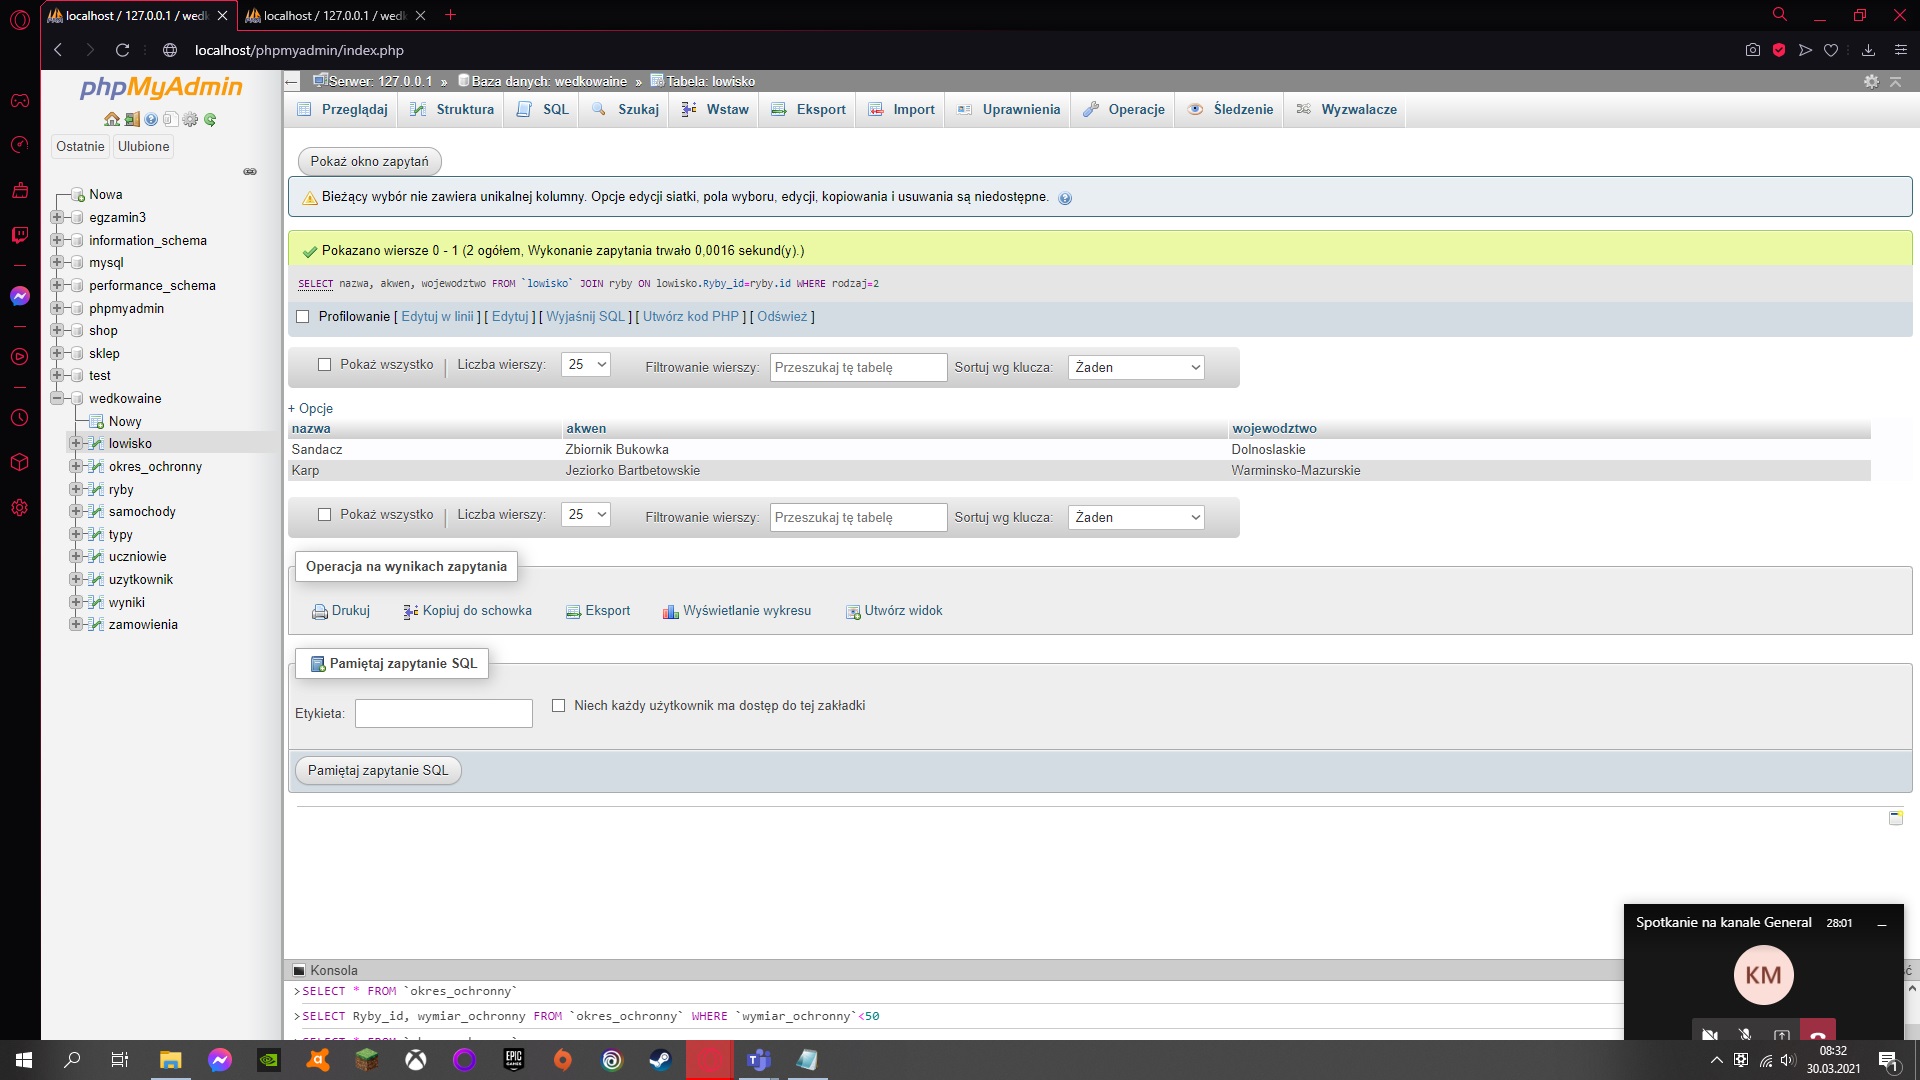 localhost / 127.0.0.1 / wedk
localhost / 127.0.0.1 / wedk
localhost/phpmyadmin/index.php
phpMyAdmin
Ostatnie Ulubione
Nowa
egzamin3
information_schema
mysql
performance_schema
phpmyadmin
shop
sklep
test
wedkowaine
Nowy
lowisko
okres_ochronny
ryby
samochody
typy
uczniowie
uzytkownik
wyniki
zamowienia
Serwer: 127.0.0.1 » Baza danych: wedkowaine » Tabela: lowisko
Przeglądaj Struktura SQL Szukaj Wstaw Eksport Import Uprawnienia Operacje Śledzenie Wyzwalacze
Pokaż okno zapytań
Bieżący wybór nie zawiera unikalnej kolumny. Opcje edycji siatki, pola wyboru, edycji, kopiowania i usuwania są niedostępne.
Pokazano wiersze 0 - 1 (2 ogółem, Wykonanie zapytania trwało 0,0016 sekund(y).)
SELECT nazwa, akwen, wojewodztwo FROM `lowisko` JOIN ryby ON lowisko.Ryby_id=ryby.id WHERE rodzaj=2
Profilowanie [ Edytuj w linii ] [ Edytuj ] [ Wyjaśnij SQL ] [ Utwórz kod PHP ] [ Odśwież ]
Pokaż wszystko Liczba wierszy: 25 Filtrowanie wierszy: Przeszukaj tę tabelę Sortuj wg klucza: Żaden
+ Opcje
nazwa akwen wojewodztwo
Sandacz Zbiornik Bukowka Dolnoslaskie
Karp Jeziorko Bartbetowskie Warminsko-Mazurskie
Pokaż wszystko Liczba wierszy: 25 Filtrowanie wierszy: Przeszukaj tę tabelę Sortuj wg klucza: Żaden
Operacja na wynikach zapytania
Drukuj Kopiuj do schowka Eksport Wyświetlanie wykresu Utwórz widok
Pamiętaj zapytanie SQL
Etykieta: Niech każdy użytkownik ma dostęp do tej zakładki
Pamiętaj zapytanie SQL
Konsola
>SELECT * FROM `okres_ochronny`
>SELECT Ryby_id, wymiar_ochronny FROM `okres_ochronny` WHERE `wymiar_ochronny`<50
Spotkanie na kanale General 28:01
KM
EPIC GAMES
08:32
30.03.2021
1